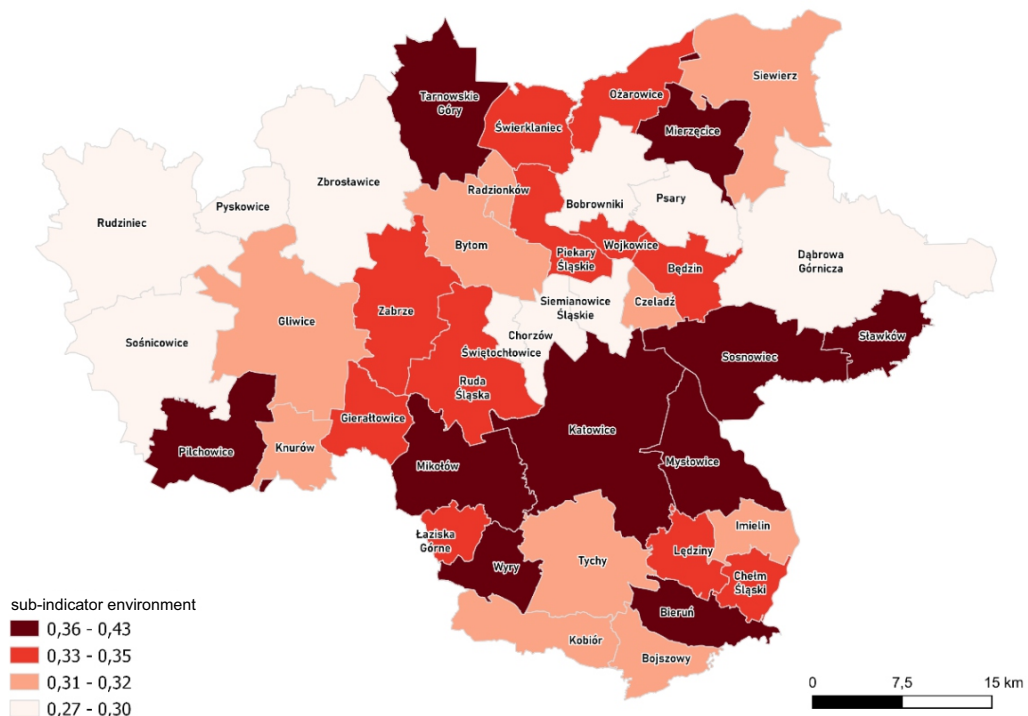 Siewierz
Tarnowskie
Góry
Ożarowice
Świerklaniec
Mierzęcice
Zbrosławice
Radzionków
Pyskowice
Bobrowniki
Psary
Rudziniec
Bytom
Wojkowice
Piekary
Śląskie
Będzin
Dąbrowa
Górnicza
Siemianowice
Śląskie
Czeladź
Zabrze
Gliwice
Chorzów
Sośnicowice
Świętochłowice
Sosnowiec
Sławków
Ruda
Śląska
Gierałtowice
Katowice
Knurów
Pilchowice
Mikołów
Mysłowice
Imielin
Łaziska
Górne
Lędziny
Wyry
Tychy
Chełm
Śląski
Bieruń
Kobiór
Bojszowy
sub-indicator environment
0,36 - 0,43
0,33 - 0,35
0,31 - 0,32
0,27 - 0,30
0 7,5 15 km